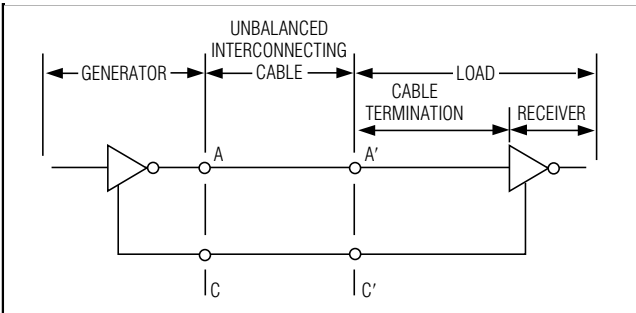 UNBALANCED
INTERCONNECTING
CABLE
GENERATOR
LOAD
CABLE
TERMINATION
RECEIVER
A
A′
C
C′